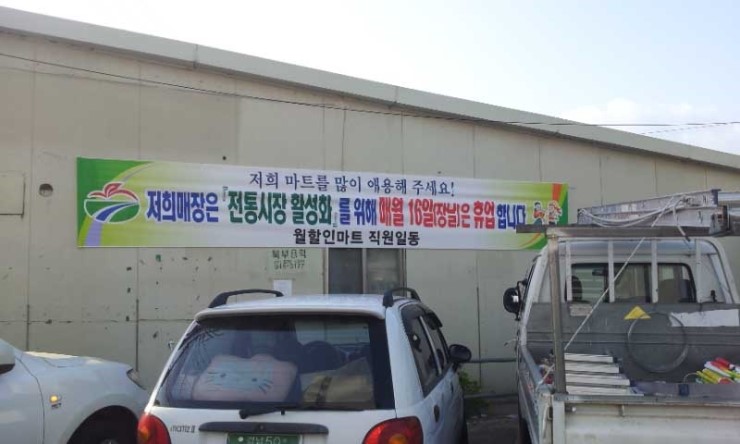 저희 마트를 많이 애용해 주세요!
저희매장은 『전통시장 활성화』를 위해 매월 16일(장날)은 휴업 합니다
월할인마트 직원일동
matiz II